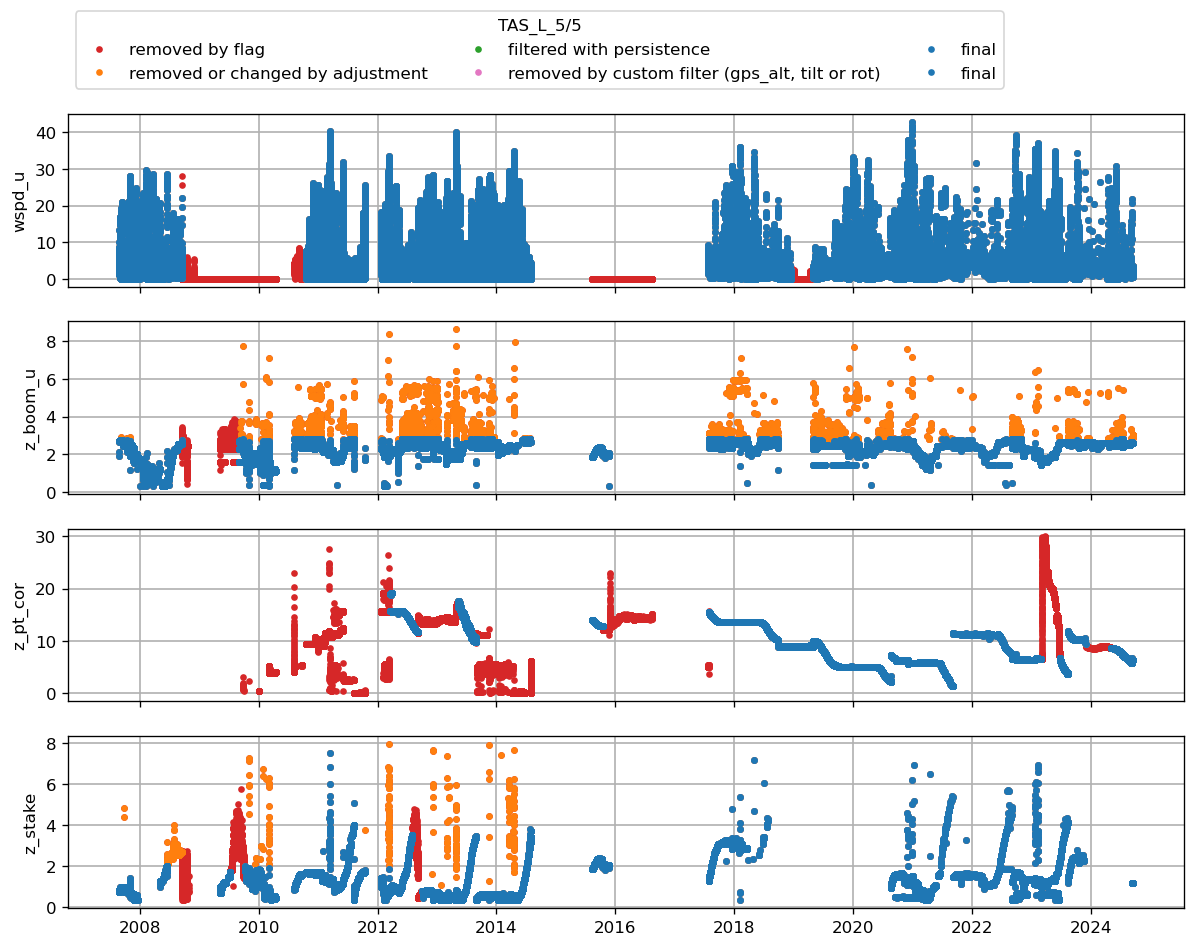 TAS_L_5/5
removed by flag
filtered with persistence
final
removed or changed by adjustment
removed by custom filter (gps_alt, tilt or rot)
final
wspd_u
40
30
20
10
0
z_boom_u
8
6
4
2
0
z_pt_cor
30
20
10
0
z_stake
8
6
4
2
0
2008 2010 2012 2014 2016 2018 2020 2022 2024